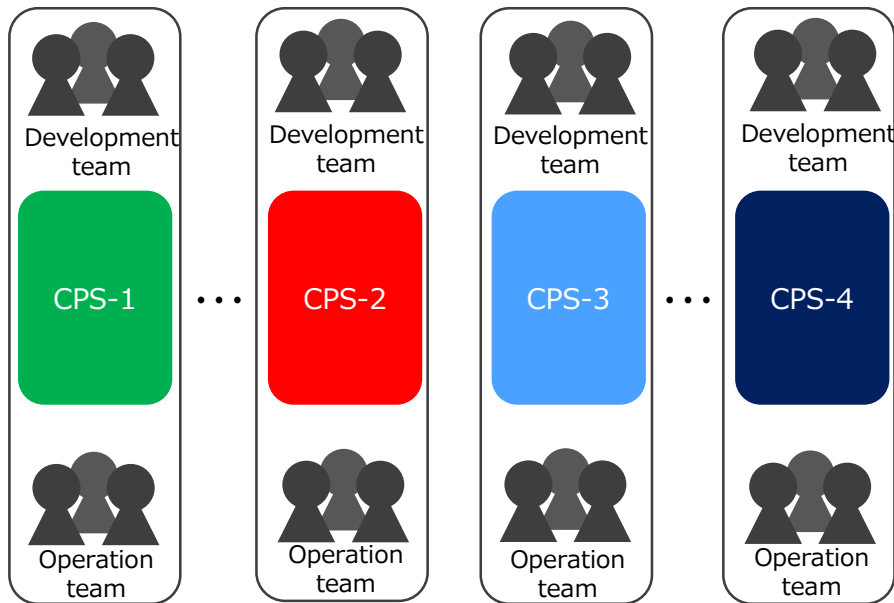 Development
team
Development
team
Development
team
Development
team
CPS-1
...
CPS-2
CPS-3
...
CPS-4
Operation
team
Operation
team
Operation
team
Operation
team